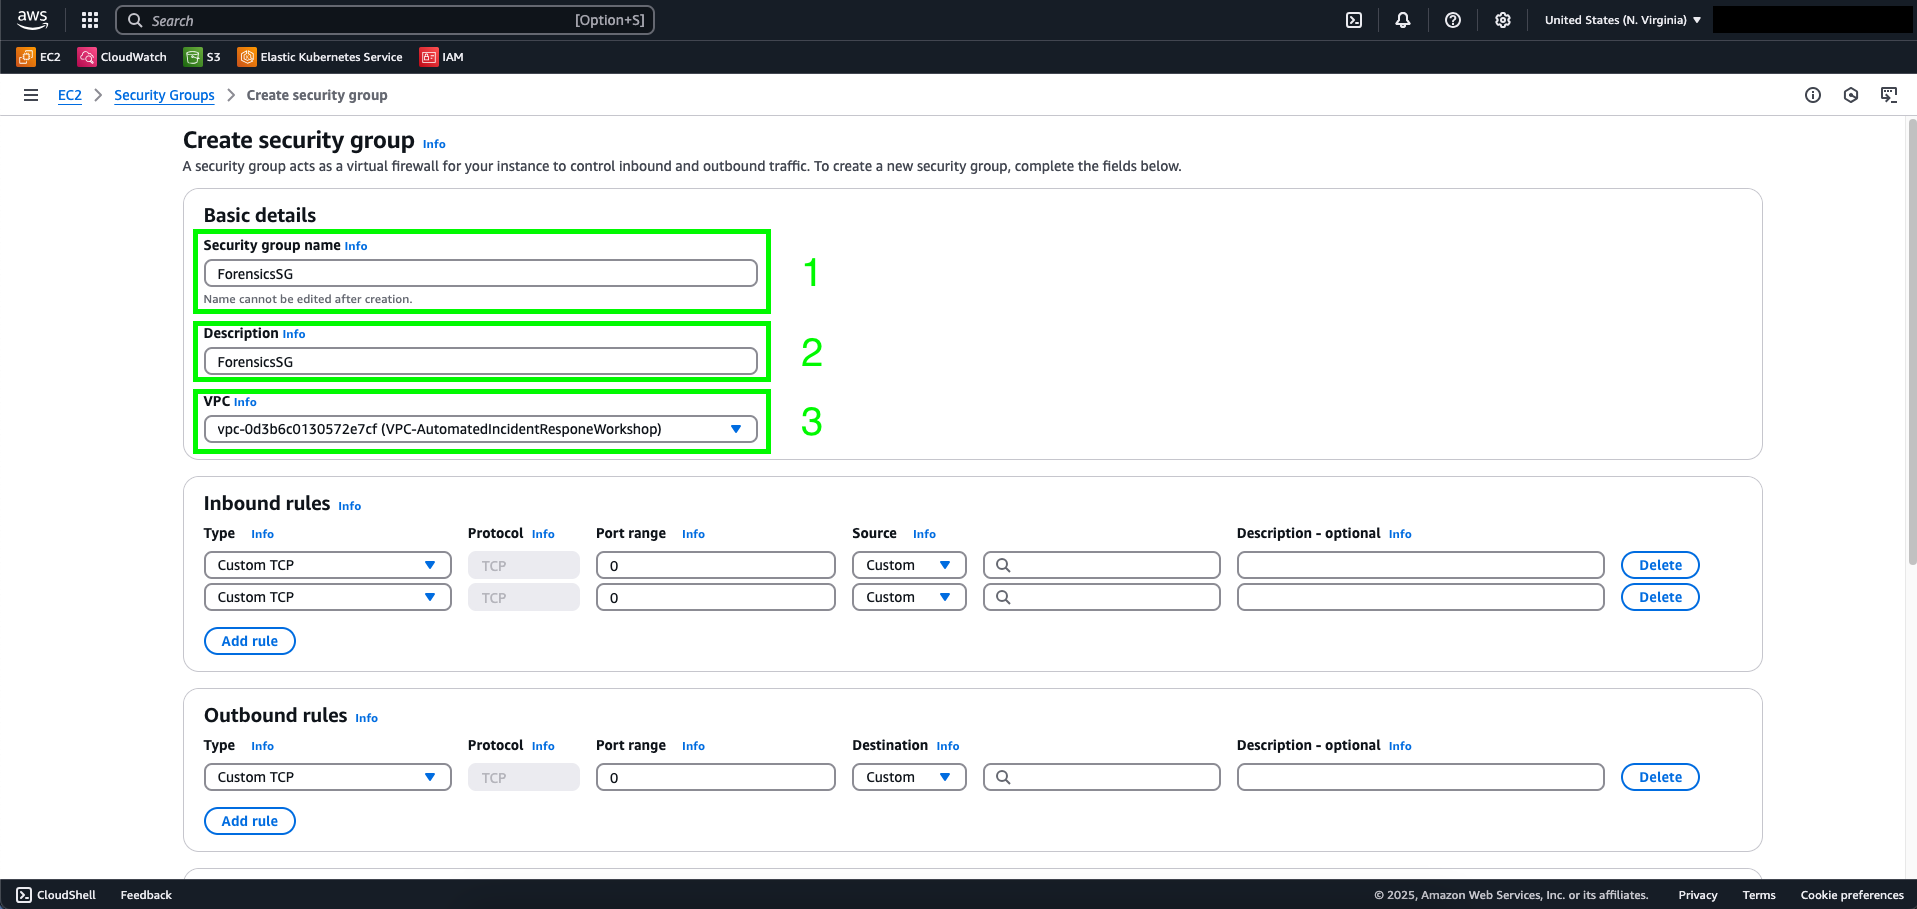 aws
Search [Option+S]
United States (N. Virginia)
EC2 CloudWatch S3 Elastic Kubernetes Service IAM
EC2 Security Groups Create security group
Create security group Info
A security group acts as a virtual firewall for your instance to control inbound and outbound traffic. To create a new security group, complete the fields below.
Basic details
Security group name Info
ForensicsSG
Name cannot be edited after creation.
1
Description Info
ForensicsSG
2
VPC Info
vpc-0d3b6c0130572e7cf (VPC-AutomatedIncidentResponeWorkshop)
3
Inbound rules Info
Type Info Protocol Info Port range Info Source Info Description - optional Info
Custom TCP TCP 0 Custom Delete
Custom TCP TCP 0 Custom Delete
Add rule
Outbound rules Info
Type Info Protocol Info Port range Info Destination Info Description - optional Info
Custom TCP TCP 0 Custom Delete
Add rule
CloudShell Feedback © 2025, Amazon Web Services, Inc. or its affiliates. Privacy Terms Cookie preferences